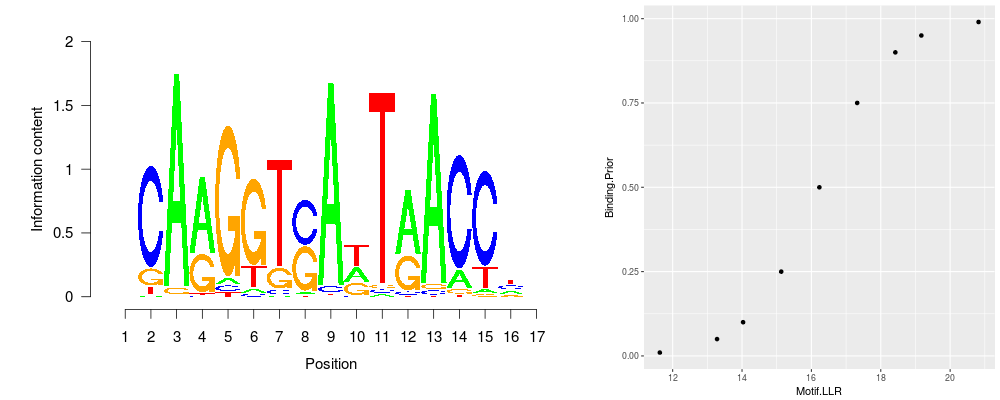 2
1.5
1
0.5
0
Information content
1 2 3 4 5 6 7 8 9 10 11 12 13 14 15 16 17
Position
1.00
0.75
0.50
0.25
0.00
Binding.Prior
12 14 16 18 20
Motif.LLR
C A A G G T C A T T A A C C
G G T G G A G A T
T G